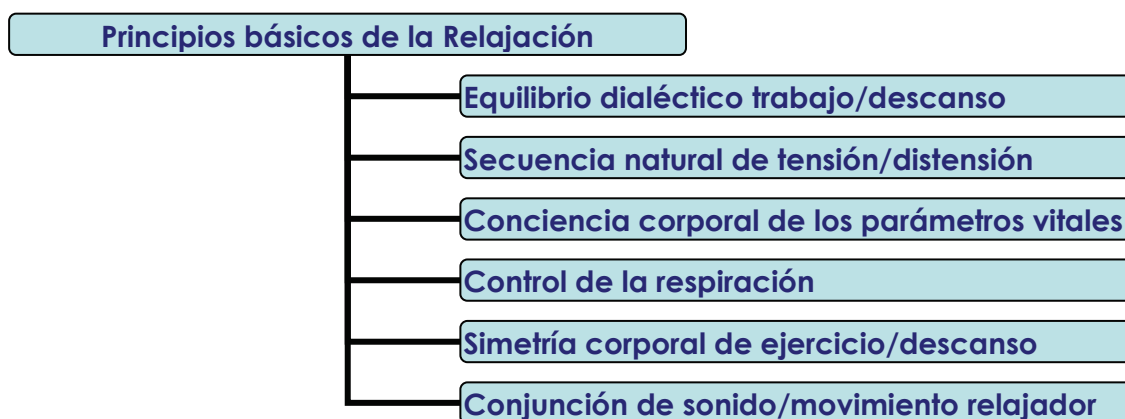 Principios básicos de la Relajación
Equilibrio dialéctico trabajo/descanso
Secuencia natural de tensión/distensión
Conciencia corporal de los parámetros vitales
Control de la respiración
Simetría corporal de ejercicio/descanso
Conjunción de sonido/movimiento relajador